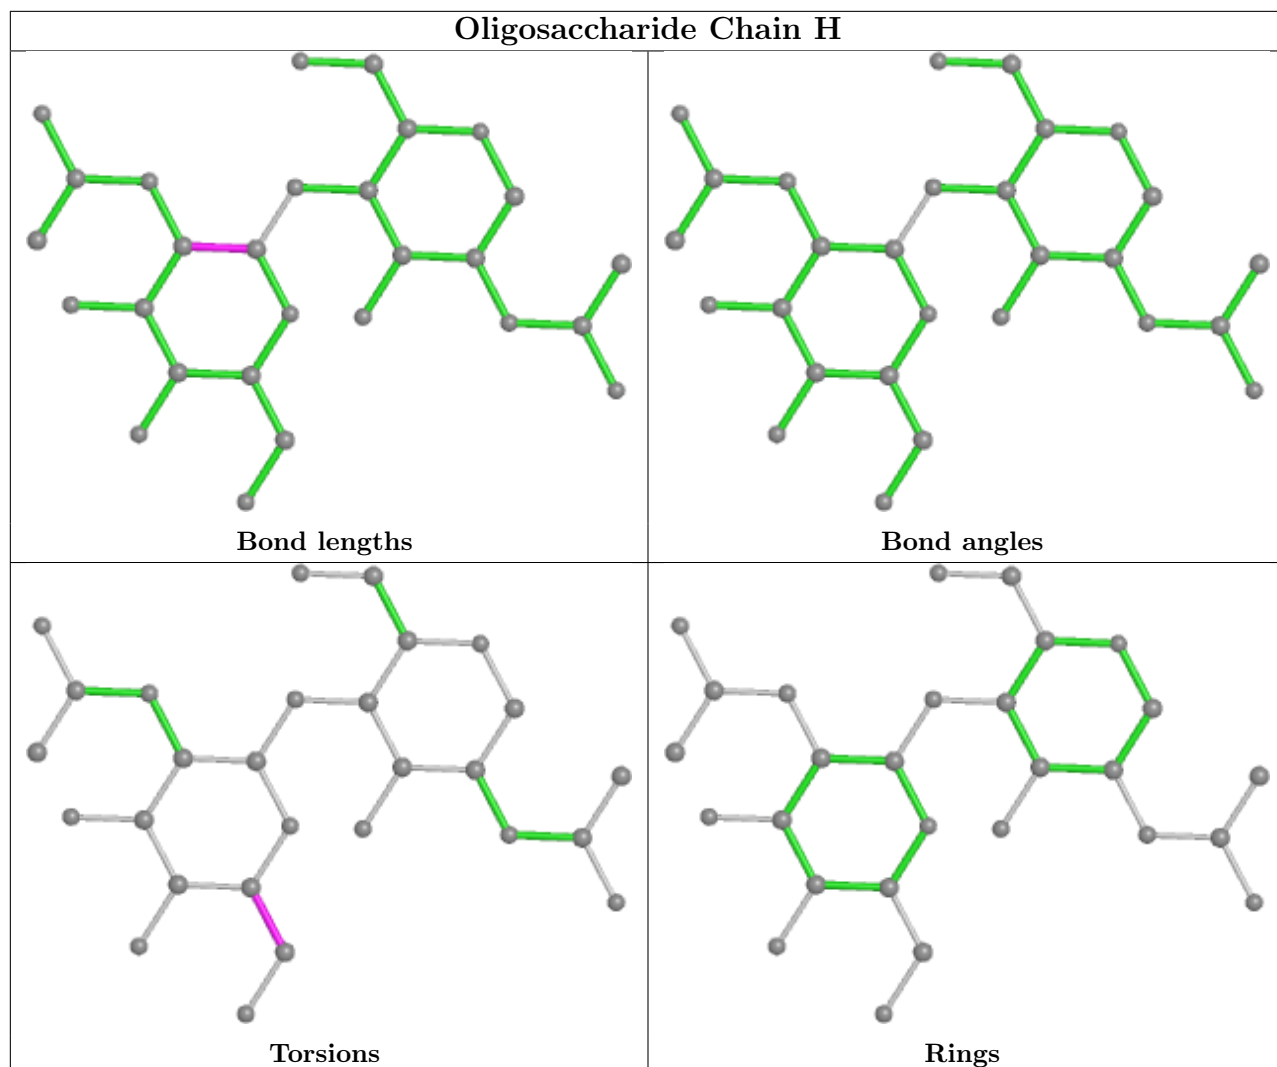 Oligosaccharide Chain H
Bond lengths
Bond angles
Torsions
Rings